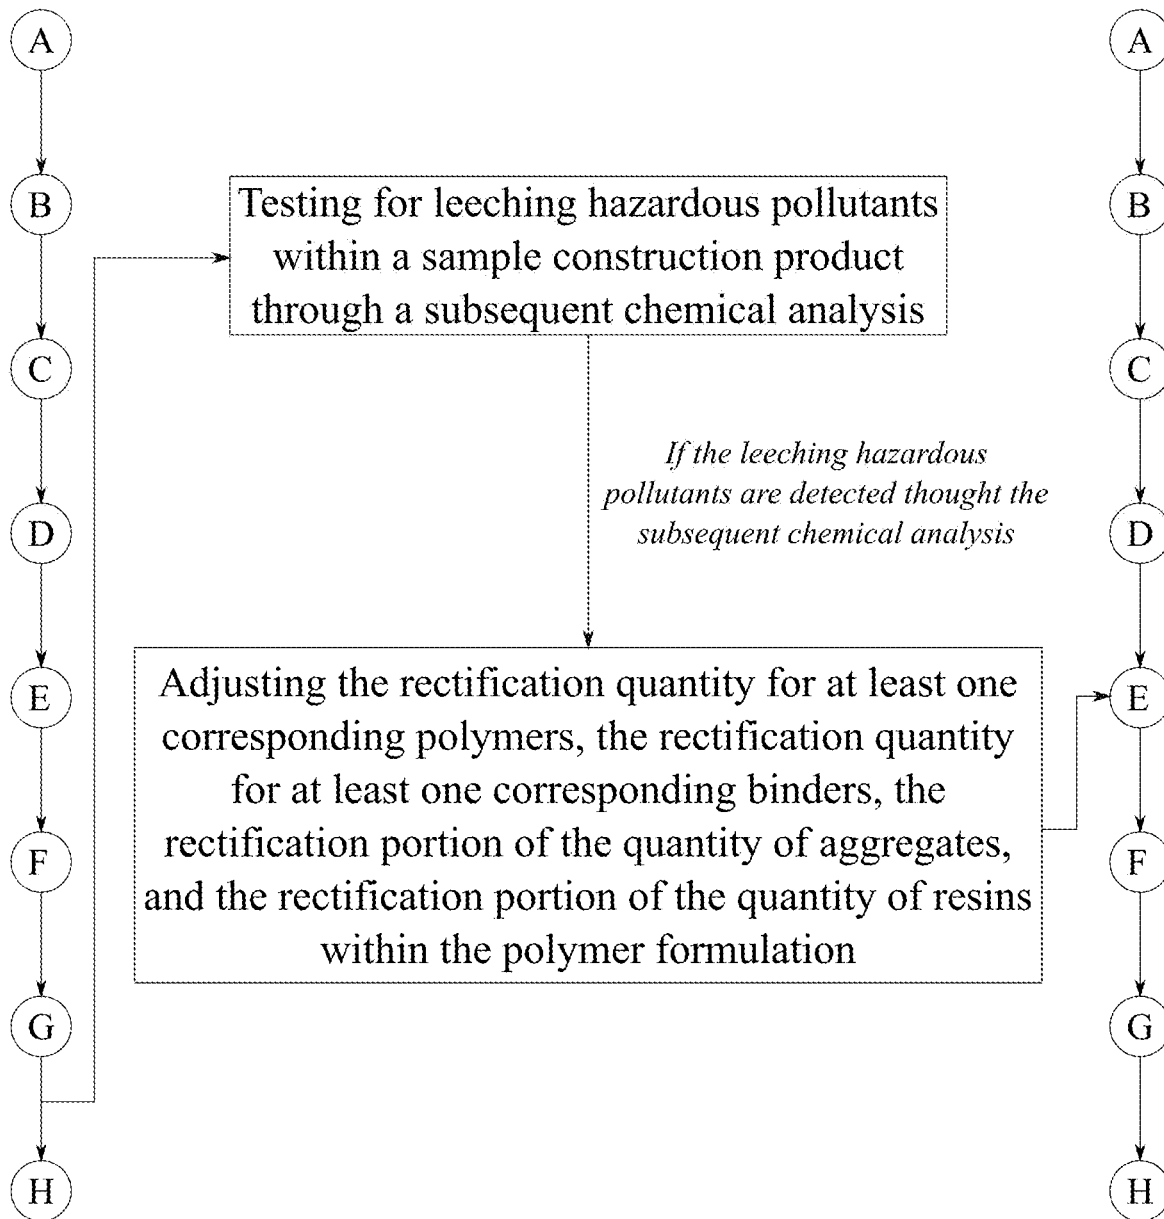 A
B
C
D
E
F
G
H
Testing for leeching hazardous pollutants
within a sample construction product
through a subsequent chemical analysis
If the leeching hazardous
pollutants are detected thought the
subsequent chemical analysis
Adjusting the rectification quantity for at least one
corresponding polymers, the rectification quantity
for at least one corresponding binders, the
rectification portion of the quantity of aggregates,
and the rectification portion of the quantity of resins
within the polymer formulation
A
B
C
D
E
F
G
H